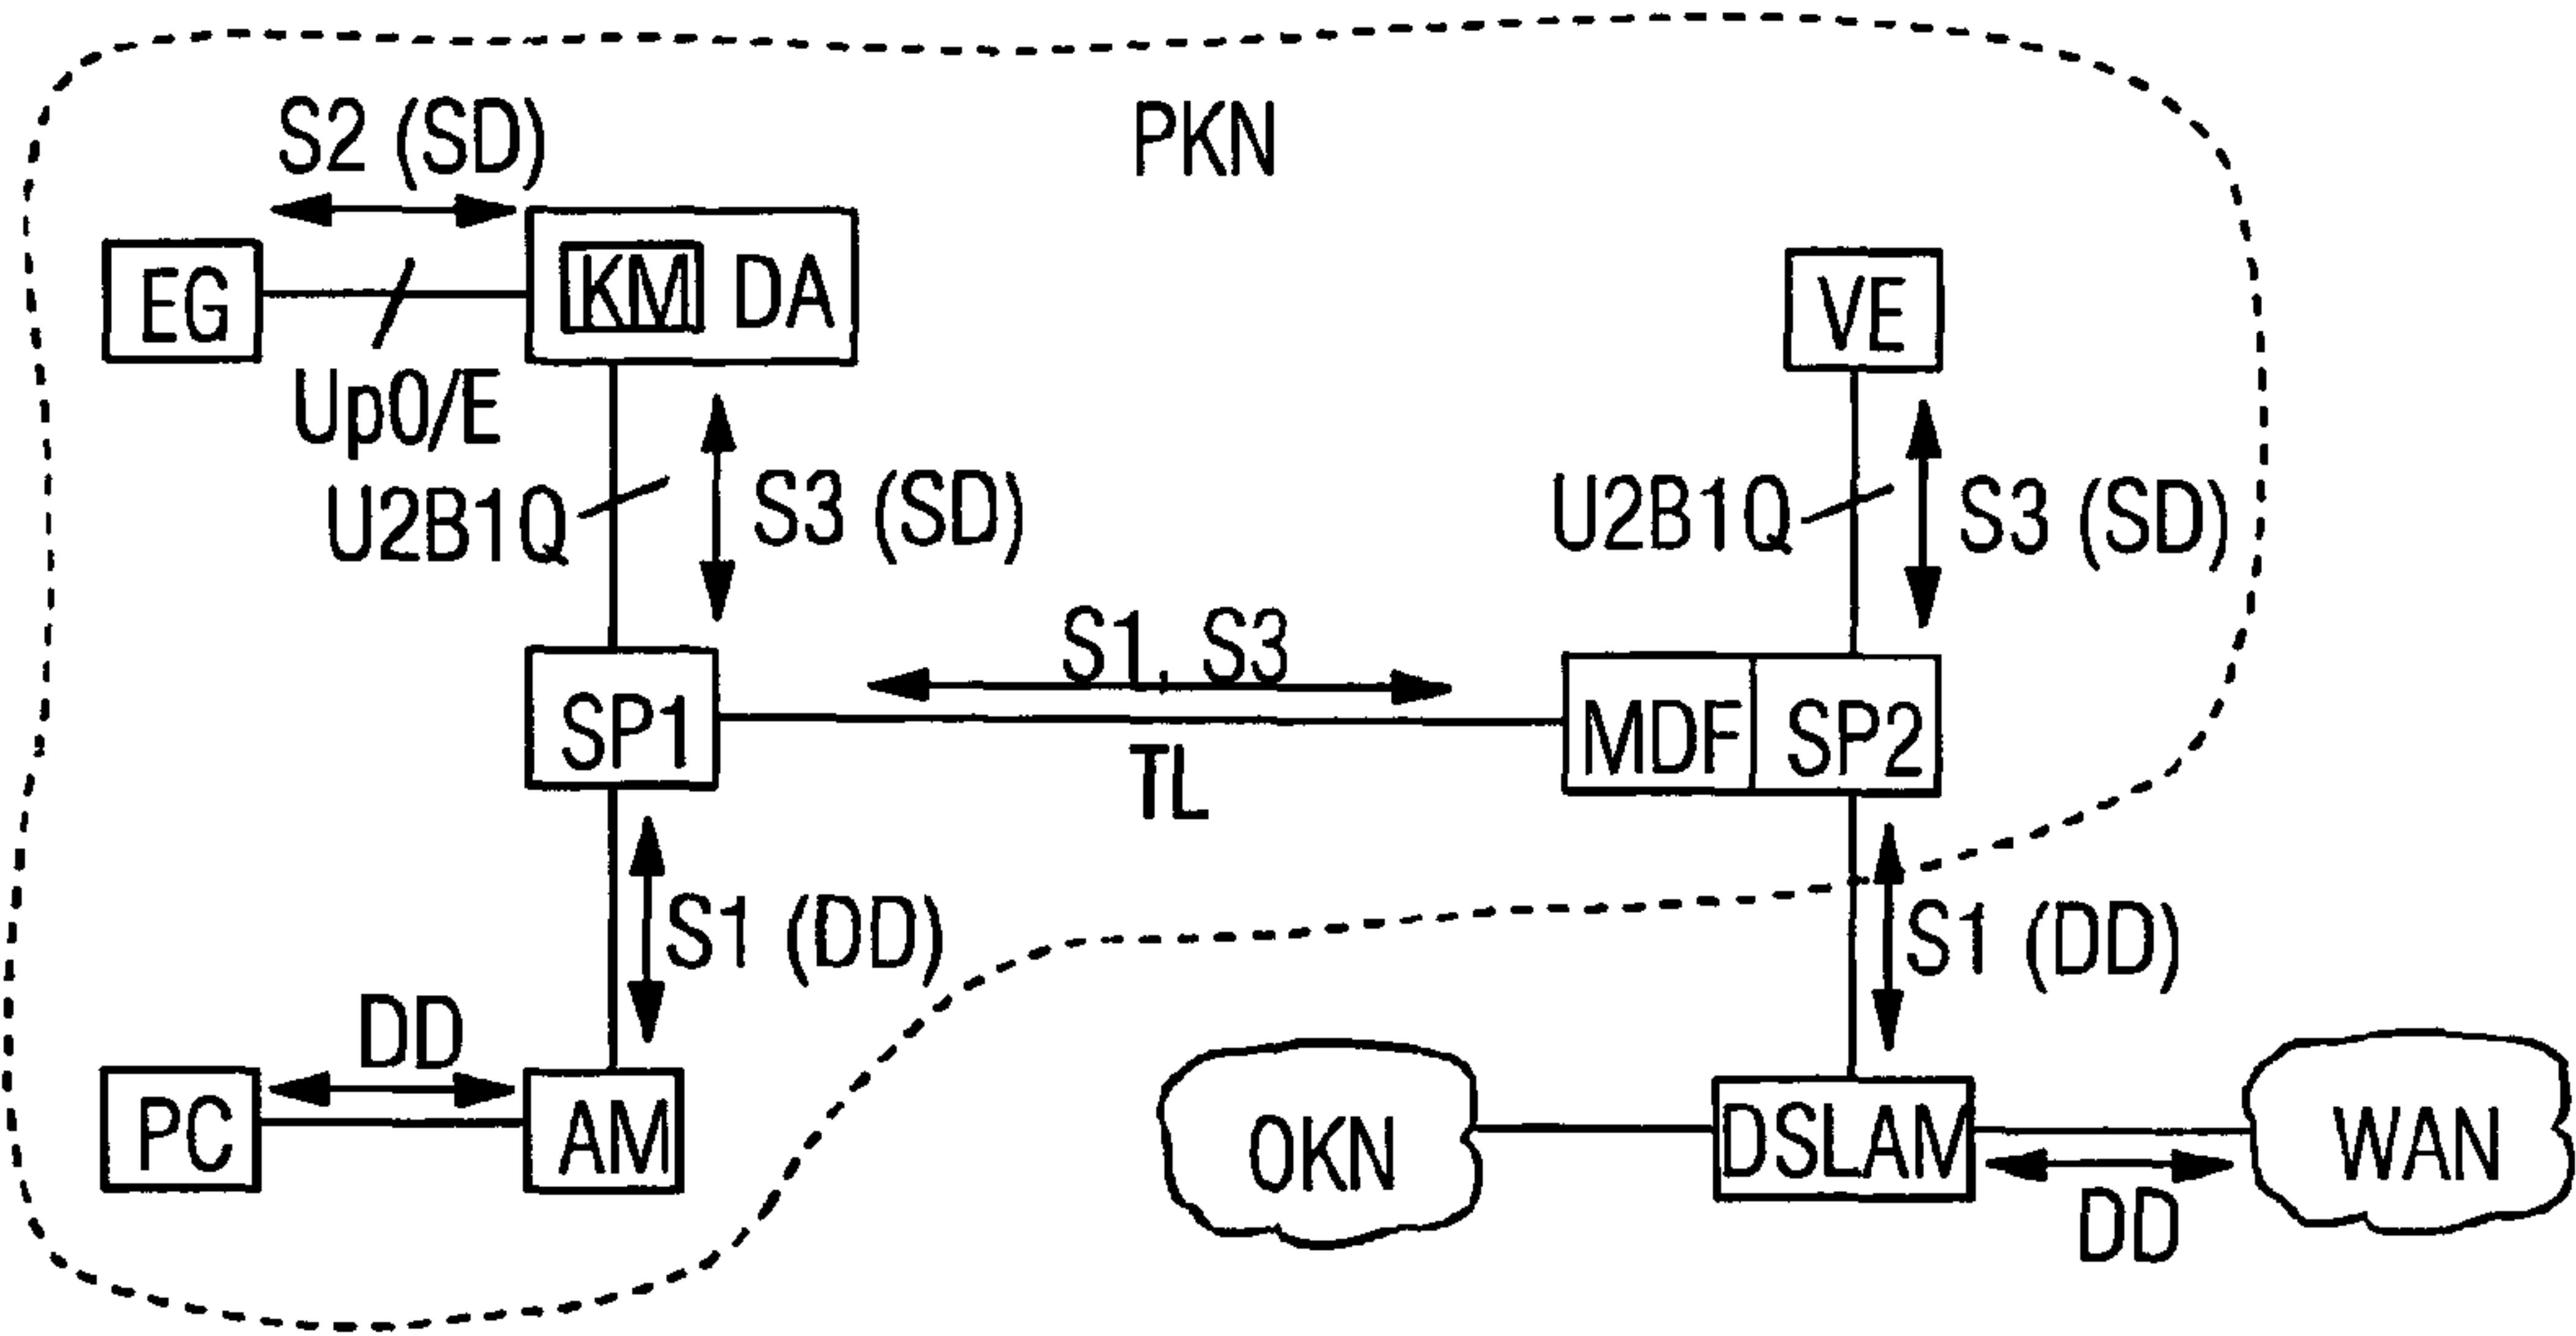 PKN
S2 (SD)
EG
KM
DA
VE
Up0/E
U2B1Q
S3 (SD)
U2B1Q
S3 (SD)
S1, S3
SP1
MDF
SP2
TL
S1 (DD)
S1 (DD)
DD
PC
AM
OKN
DSLAM
WAN
DD